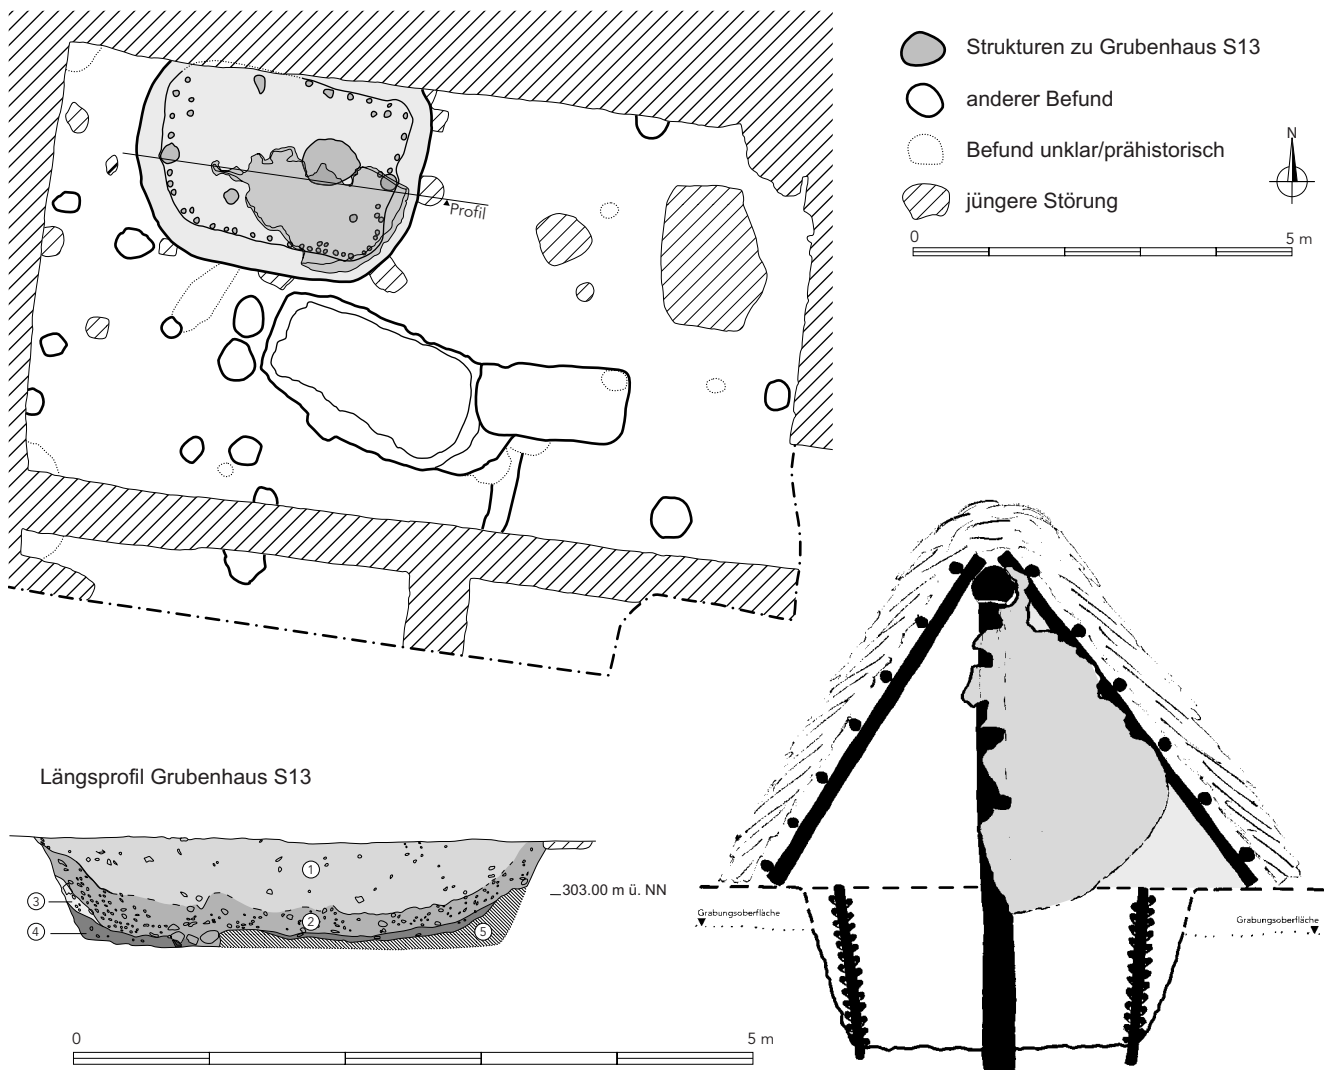 Strukturen zu Grubenhaus S13
anderer Befund
Befund unklar/prähistorisch
jüngere Störung
N
0 5 m
Profil
Längsprofil Grubenhaus S13
1
2
3
4
5
303.00 m ü. NN
Grabungsoberfläche
Grabungsoberfläche
0 5 m